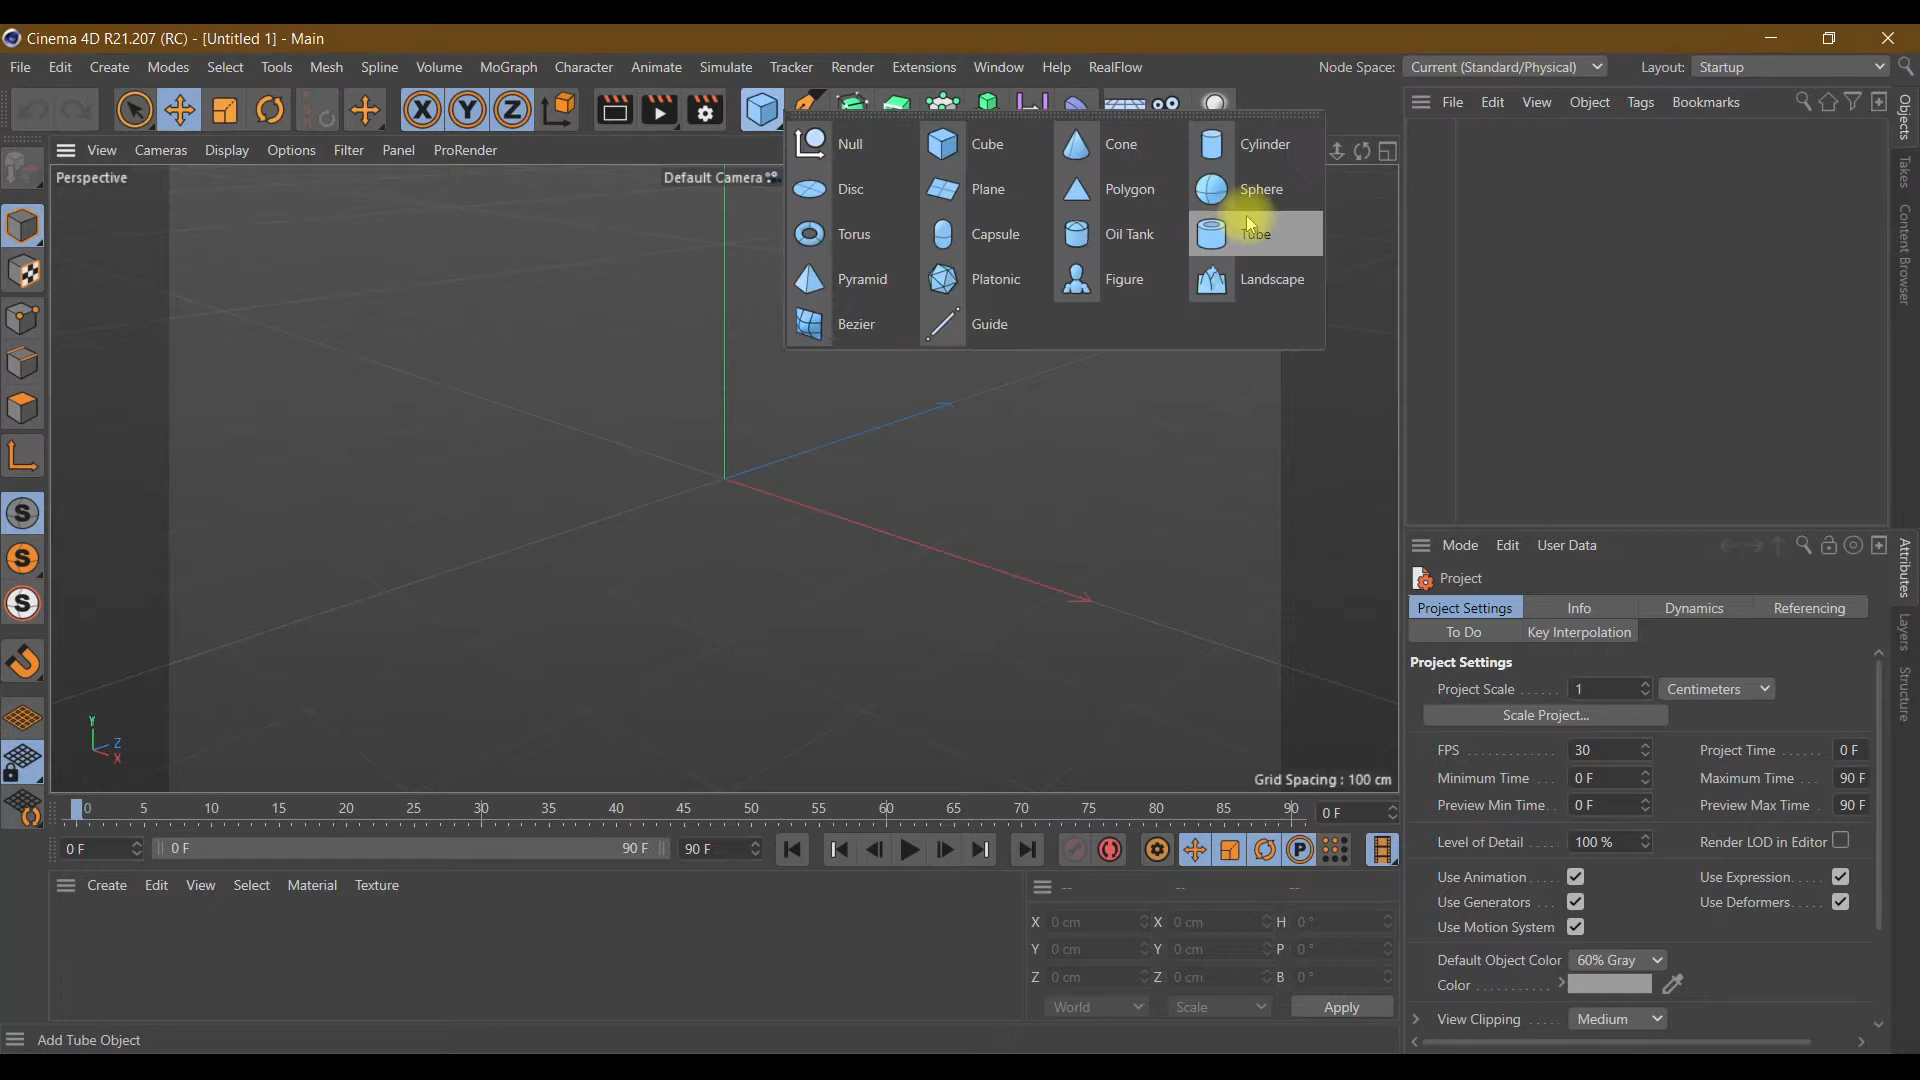 Cinema 4D R21.207 (RC) - [Untitled 1] - Main
File Edit Create Modes Select Tools Mesh Spline Volume MoGraph Character Animate Simulate Tracker Render Extensions Window Help RealFlow Node Space: Current (Standard/Physical) Layout: Startup
X Y Z
File Edit View Object Tags Bookmarks
View Cameras Display Options Filter Panel ProRender
Perspective
Default Camera
Null Cube Cone Cylinder
Disc Plane Polygon Sphere
Torus Capsule Oil Tank Tube
Pyramid Platonic Figure Landscape
Bezier Guide
Objects
Takes
Content Browser
S
S
S
Y
Z
X
Grid Spacing : 100 cm
Mode Edit User Data
Project
Project Settings Info Dynamics Referencing
To Do Key Interpolation
Project Settings
Project Scale ...... 1 Centimeters
Scale Project...
FPS ............. 30 Project Time ...... 0 F
Minimum Time ... 0 F Maximum Time .... 90 F
Preview Min Time. . 0 F Preview Max Time . 90 F
Level of Detail ..... 100 % Render LOD in Editor
Use Animation..... Use Expression.....
Use Generators ... Use Deformers.....
Use Motion System
Default Object Color 60% Gray
Color ...........
View Clipping ..... Medium
Attributes
Layers
Structure
0 5 10 15 20 25 30 35 40 45 50 55 60 65 70 75 80 85 90 0 F
0 F 0 F 90 F 90 F P
Create Edit View Select Material Texture
-- -- --
X 0 cm X 0 cm H 0 °
Y 0 cm Y 0 cm P 0 °
Z 0 cm Z 0 cm B 0 °
World Scale Apply
Add Tube Object